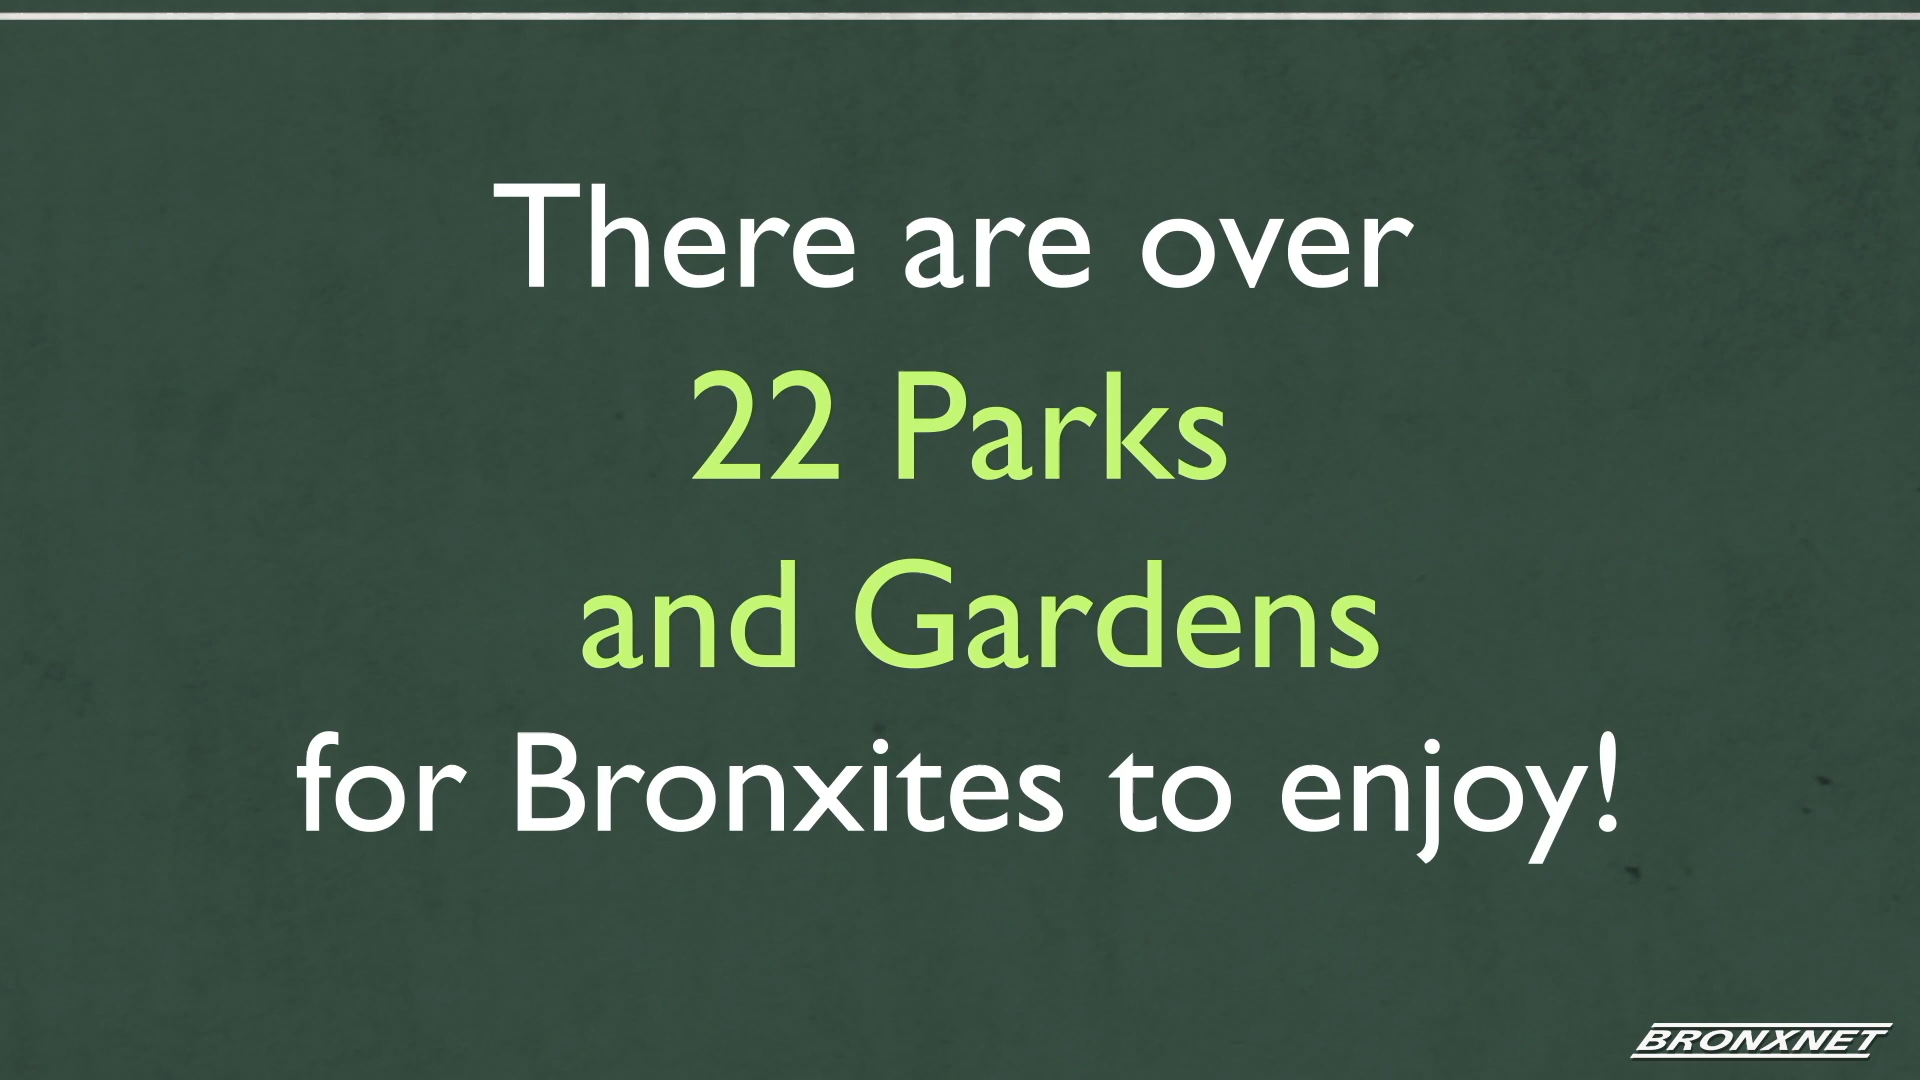 There are over
22 Parks
and Gardens
for Bronxites to enjoy!
BRONXNET